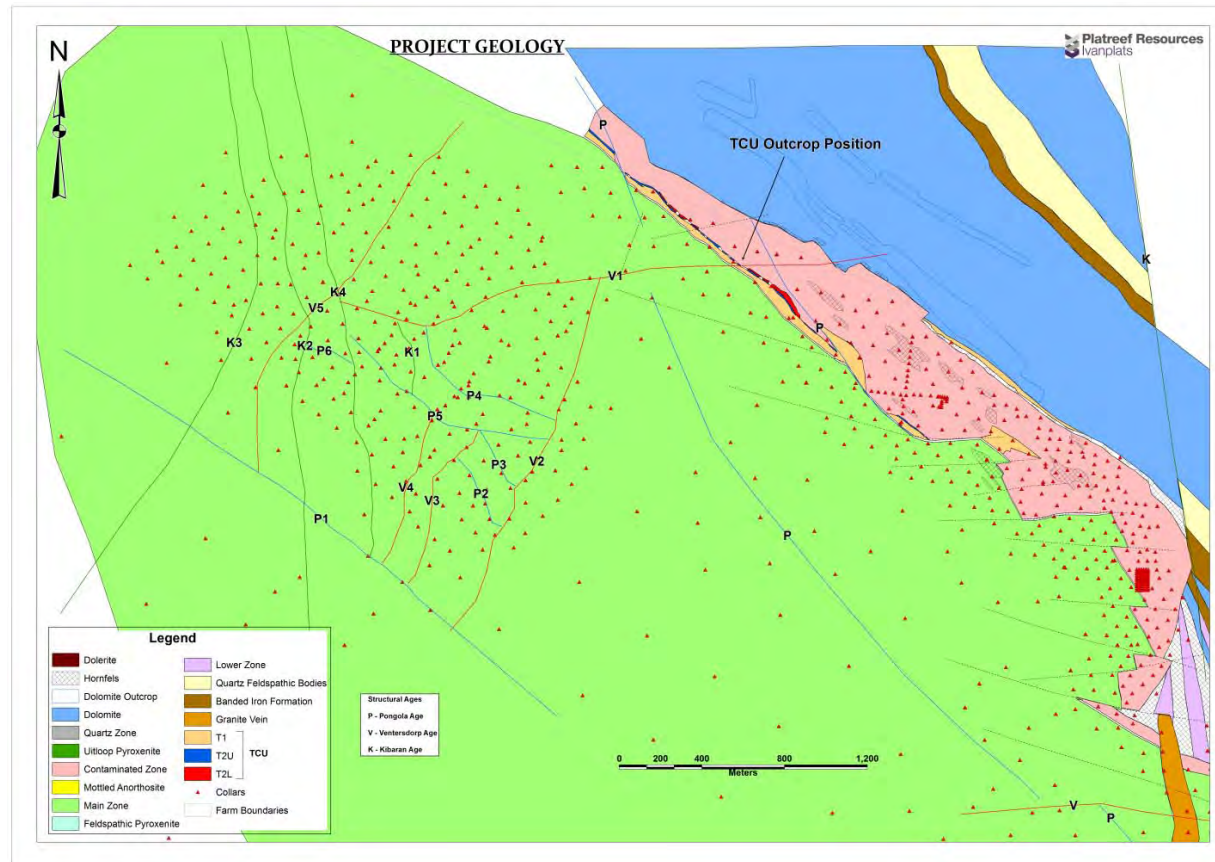 PROJECT GEOLOGY
Platreef Resources
Ivanplats
N
P
TCU Outcrop Position
K
V1
K4
V5
K3
K2
P6
K1
P
P4
P5
P3
V2
V4
V3
P2
P1
P
V
P
Legend
Dolerite
Hornfels
Dolomite Outcrop
Dolomite
Quartz Zone
Uitloop Pyroxenite
Contaminated Zone
Mottled Anorthosite
Main Zone
Feldspathic Pyroxenite
Lower Zone
Quartz Feldspathic Bodies
Banded Iron Formation
Granite Vein
T1
T2U
T2L
TCU
Collars
Farm Boundaries
Structural Ages
P - Pongola Age
V - Ventersdorp Age
K - Kibaran Age
0 200 400 800 1,200
Meters